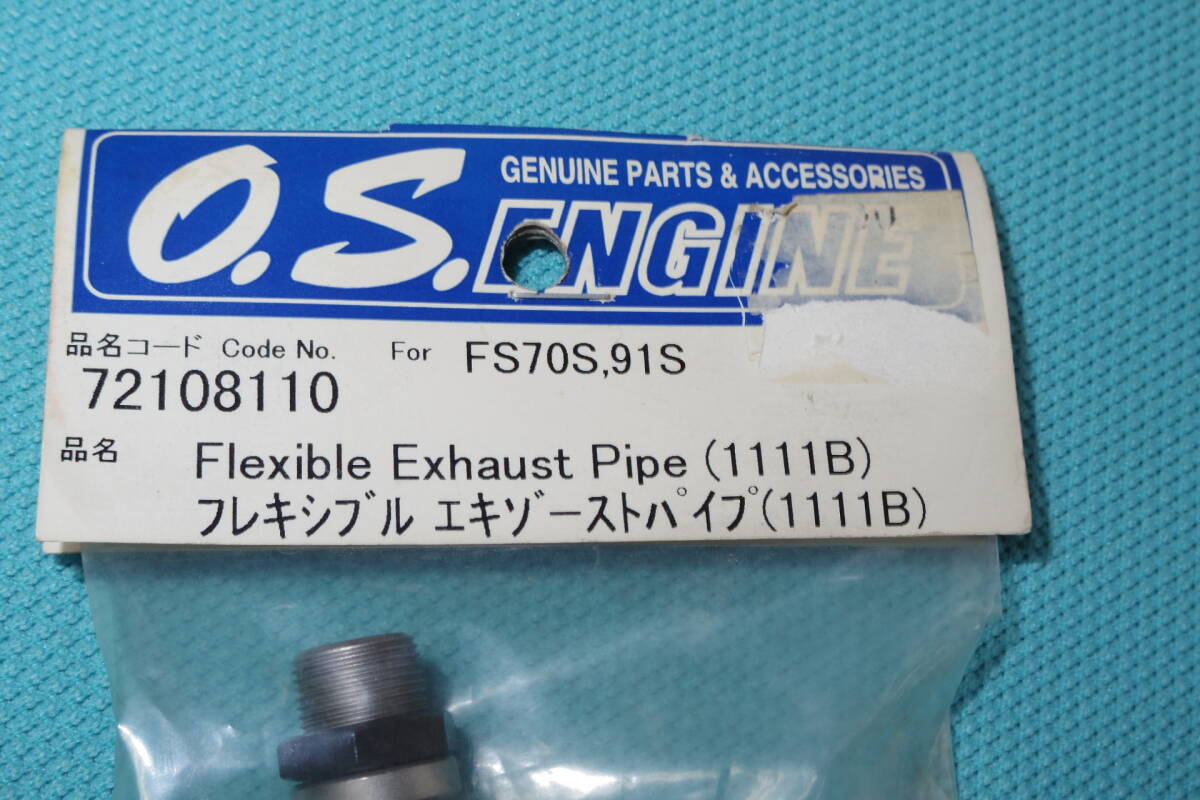 O.S. ENGINE
GENUINE PARTS & ACCESSORIES
品名コード Code No. For FS70S,91S
72108110
品名 Flexible Exhaust Pipe (1111B)
フレキシブル エキゾーストパイプ(1111B)